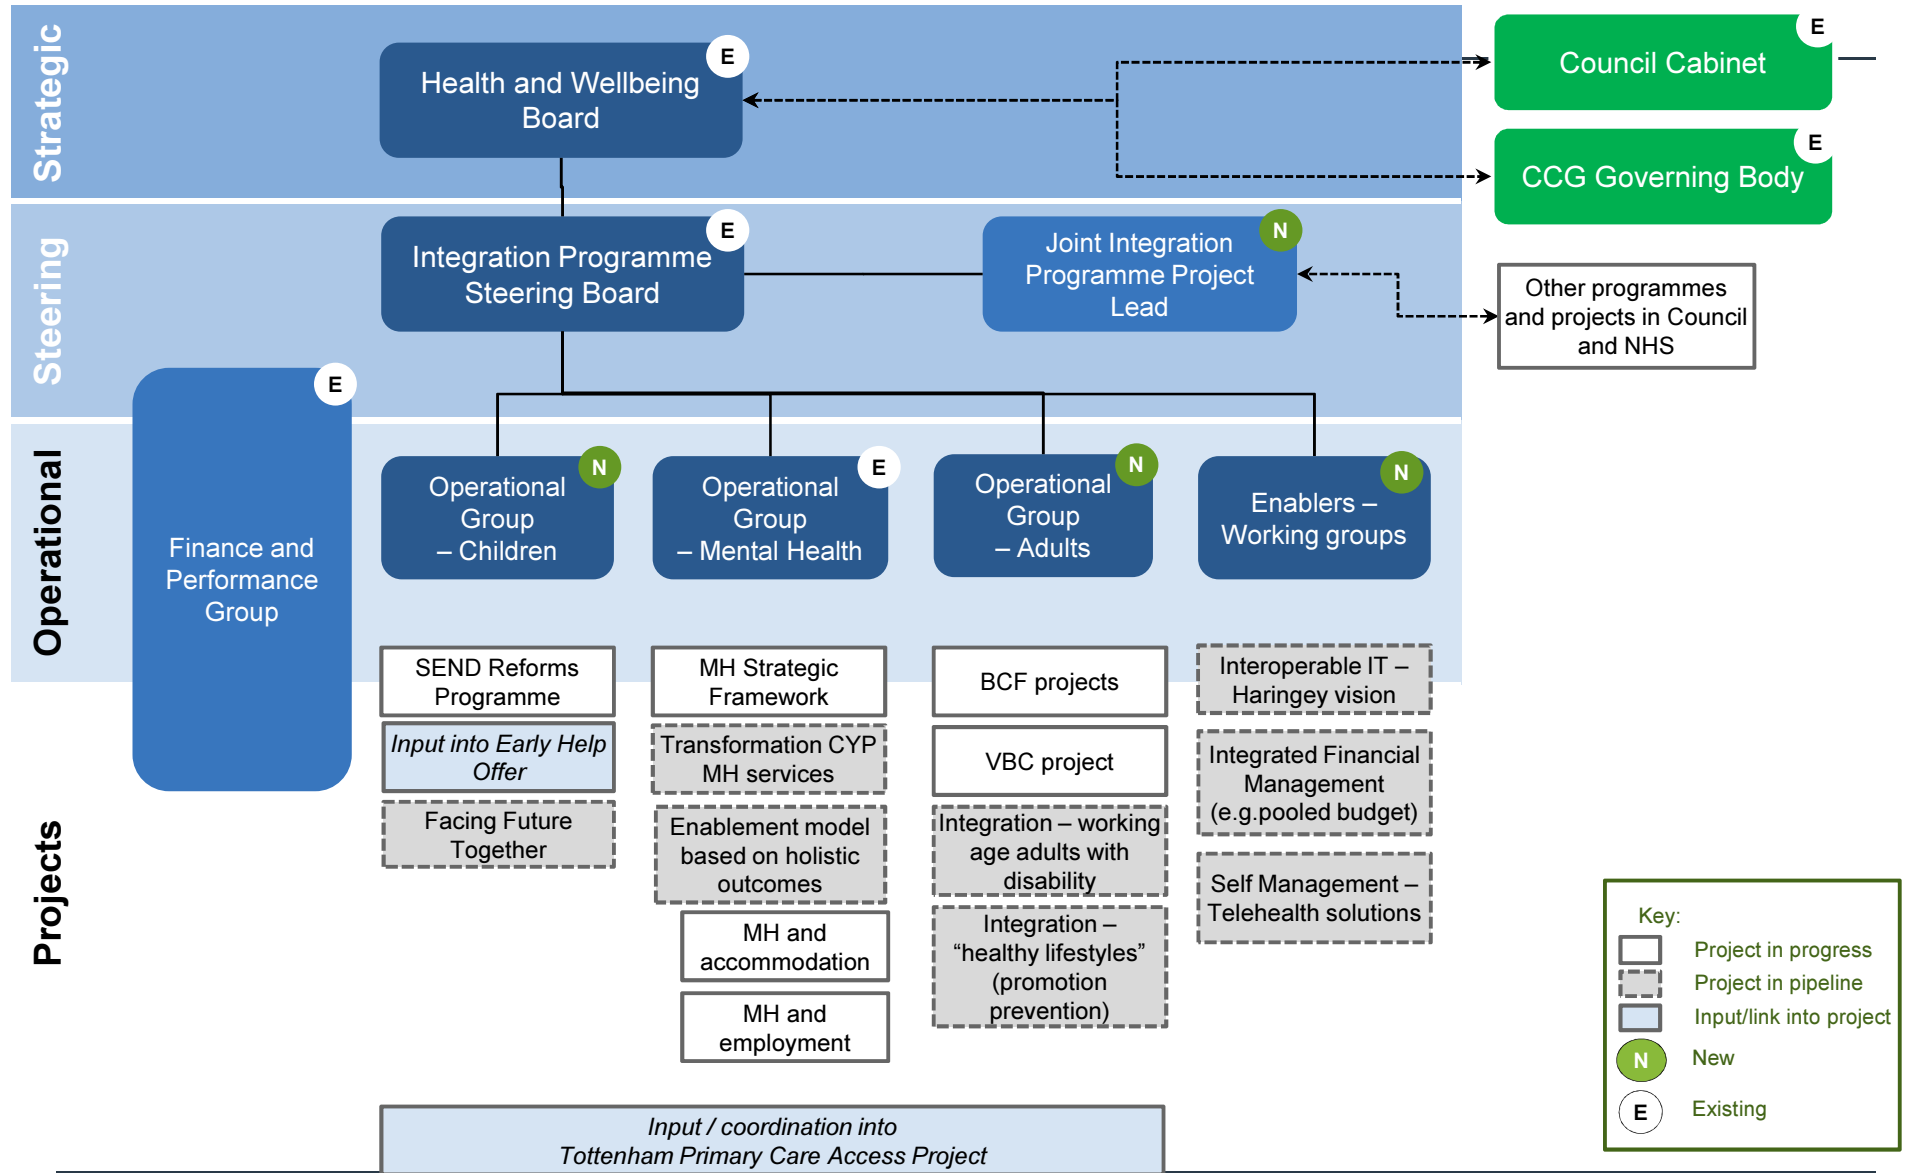 Strategic
Health and Wellbeing
Board
E
Council Cabinet
E
CCG Governing Body
E
Steering
Integration Programme
Steering Board
E
Joint Integration
Programme Project
Lead
N
Other programmes
and projects in Council
and NHS
Operational
Finance and
Performance
Group
E
Operational
Group
– Children
N
Operational
Group
– Mental Health
E
Operational
Group
– Adults
N
Enablers –
Working groups
N
Projects
SEND Reforms
Programme
Input into Early Help
Offer
Facing Future
Together
MH Strategic
Framework
Transformation CYP
MH services
Enablement model
based on holistic
outcomes
MH and
accommodation
MH and
employment
BCF projects
VBC project
Integration – working
age adults with
disability
Integration –
“healthy lifestyles”
(promotion
prevention)
Interoperable IT –
Haringey vision
Integrated Financial
Management
(e.g.pooled budget)
Self Management –
Telehealth solutions
Input / coordination into
Tottenham Primary Care Access Project
Key:
Project in progress
Project in pipeline
Input/link into project
N New
E Existing